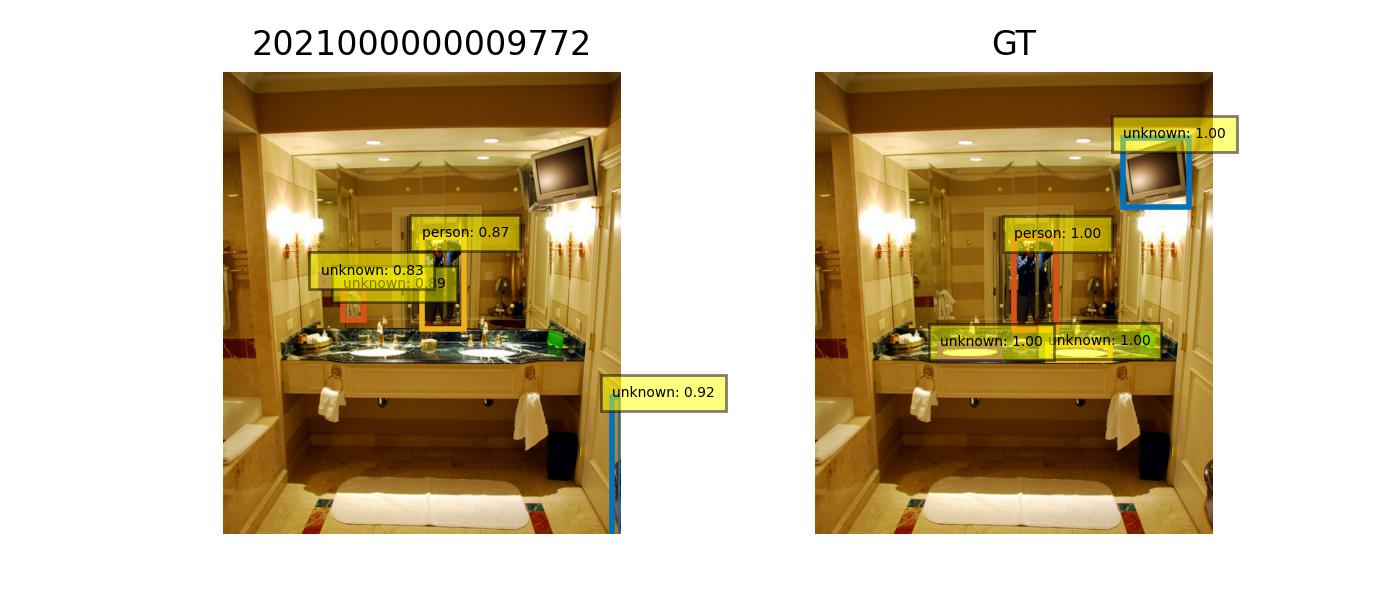 2021000000009772
GT
unknown: 1.00
person: 0.87
person: 1.00
unknown: 0.83
unknown: 0.89
unknown: 1.00
unknown: 1.00
unknown: 0.92